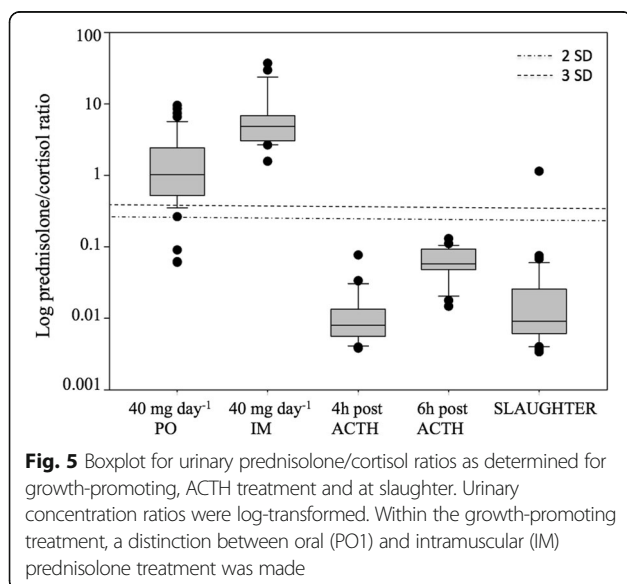 100
10
1
0.1
0.01
0.001
Log prednisolone/cortisol ratio
2 SD
3 SD
40 mg day⁻¹ PO
40 mg day⁻¹ IM
4h post ACTH
6h post ACTH
SLAUGHTER
Fig. 5 Boxplot for urinary prednisolone/cortisol ratios as determined for
growth-promoting, ACTH treatment and at slaughter. Urinary
concentration ratios were log-transformed. Within the growth-promoting
treatment, a distinction between oral (PO1) and intramuscular (IM)
prednisolone treatment was made